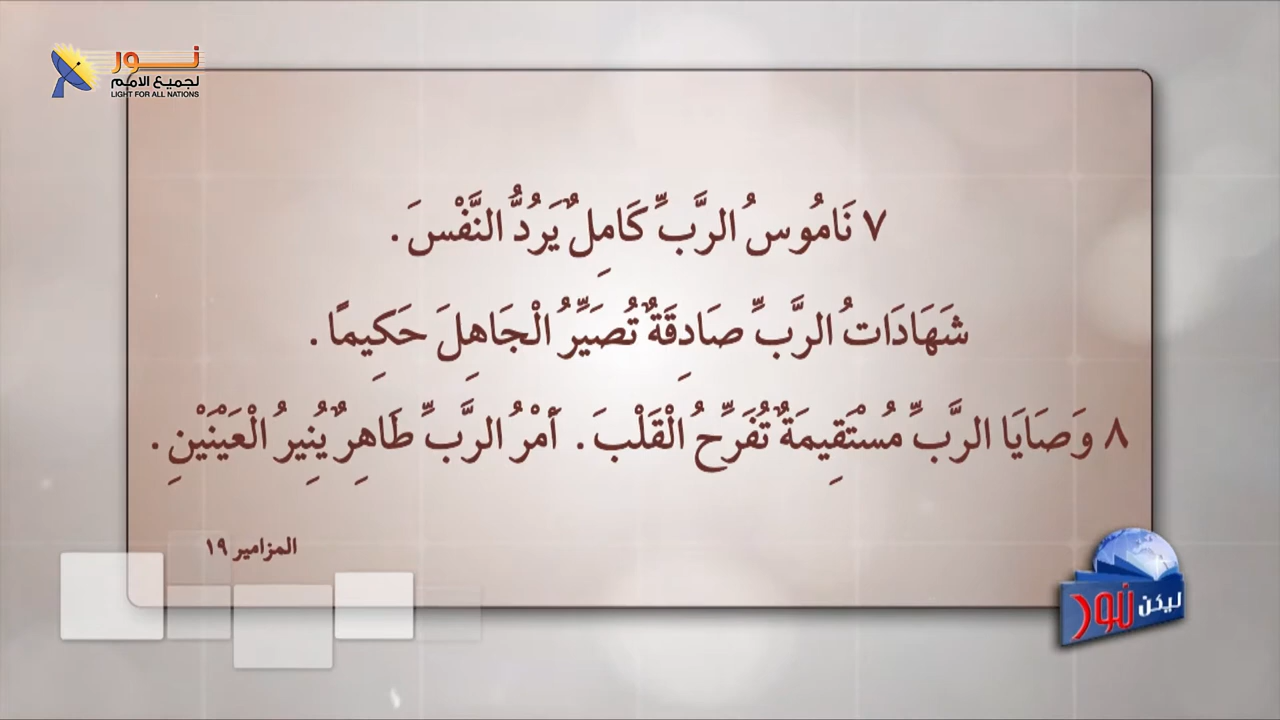 نـور
لجميع الامم
LIGHT FOR ALL NATIONS
٧ نَامُوسُ الرَّبِّ كَامِلٌ يَرُدُّ النَّفْسَ .
شَهَادَاتُ الرَّبِّ صَادِقَةٌ تُصَيِّرُ الْجَاهِلَ حَكِيمًا .
٨ وَصَايَا الرَّبِّ مُسْتَقِيمَةٌ تُفَرِّحُ الْقَلْبَ . أَمْرُ الرَّبِّ طَاهِرٌ يُنِيرُ الْعَيْنَيْنِ .
المزامير ١٩
ليكن نور